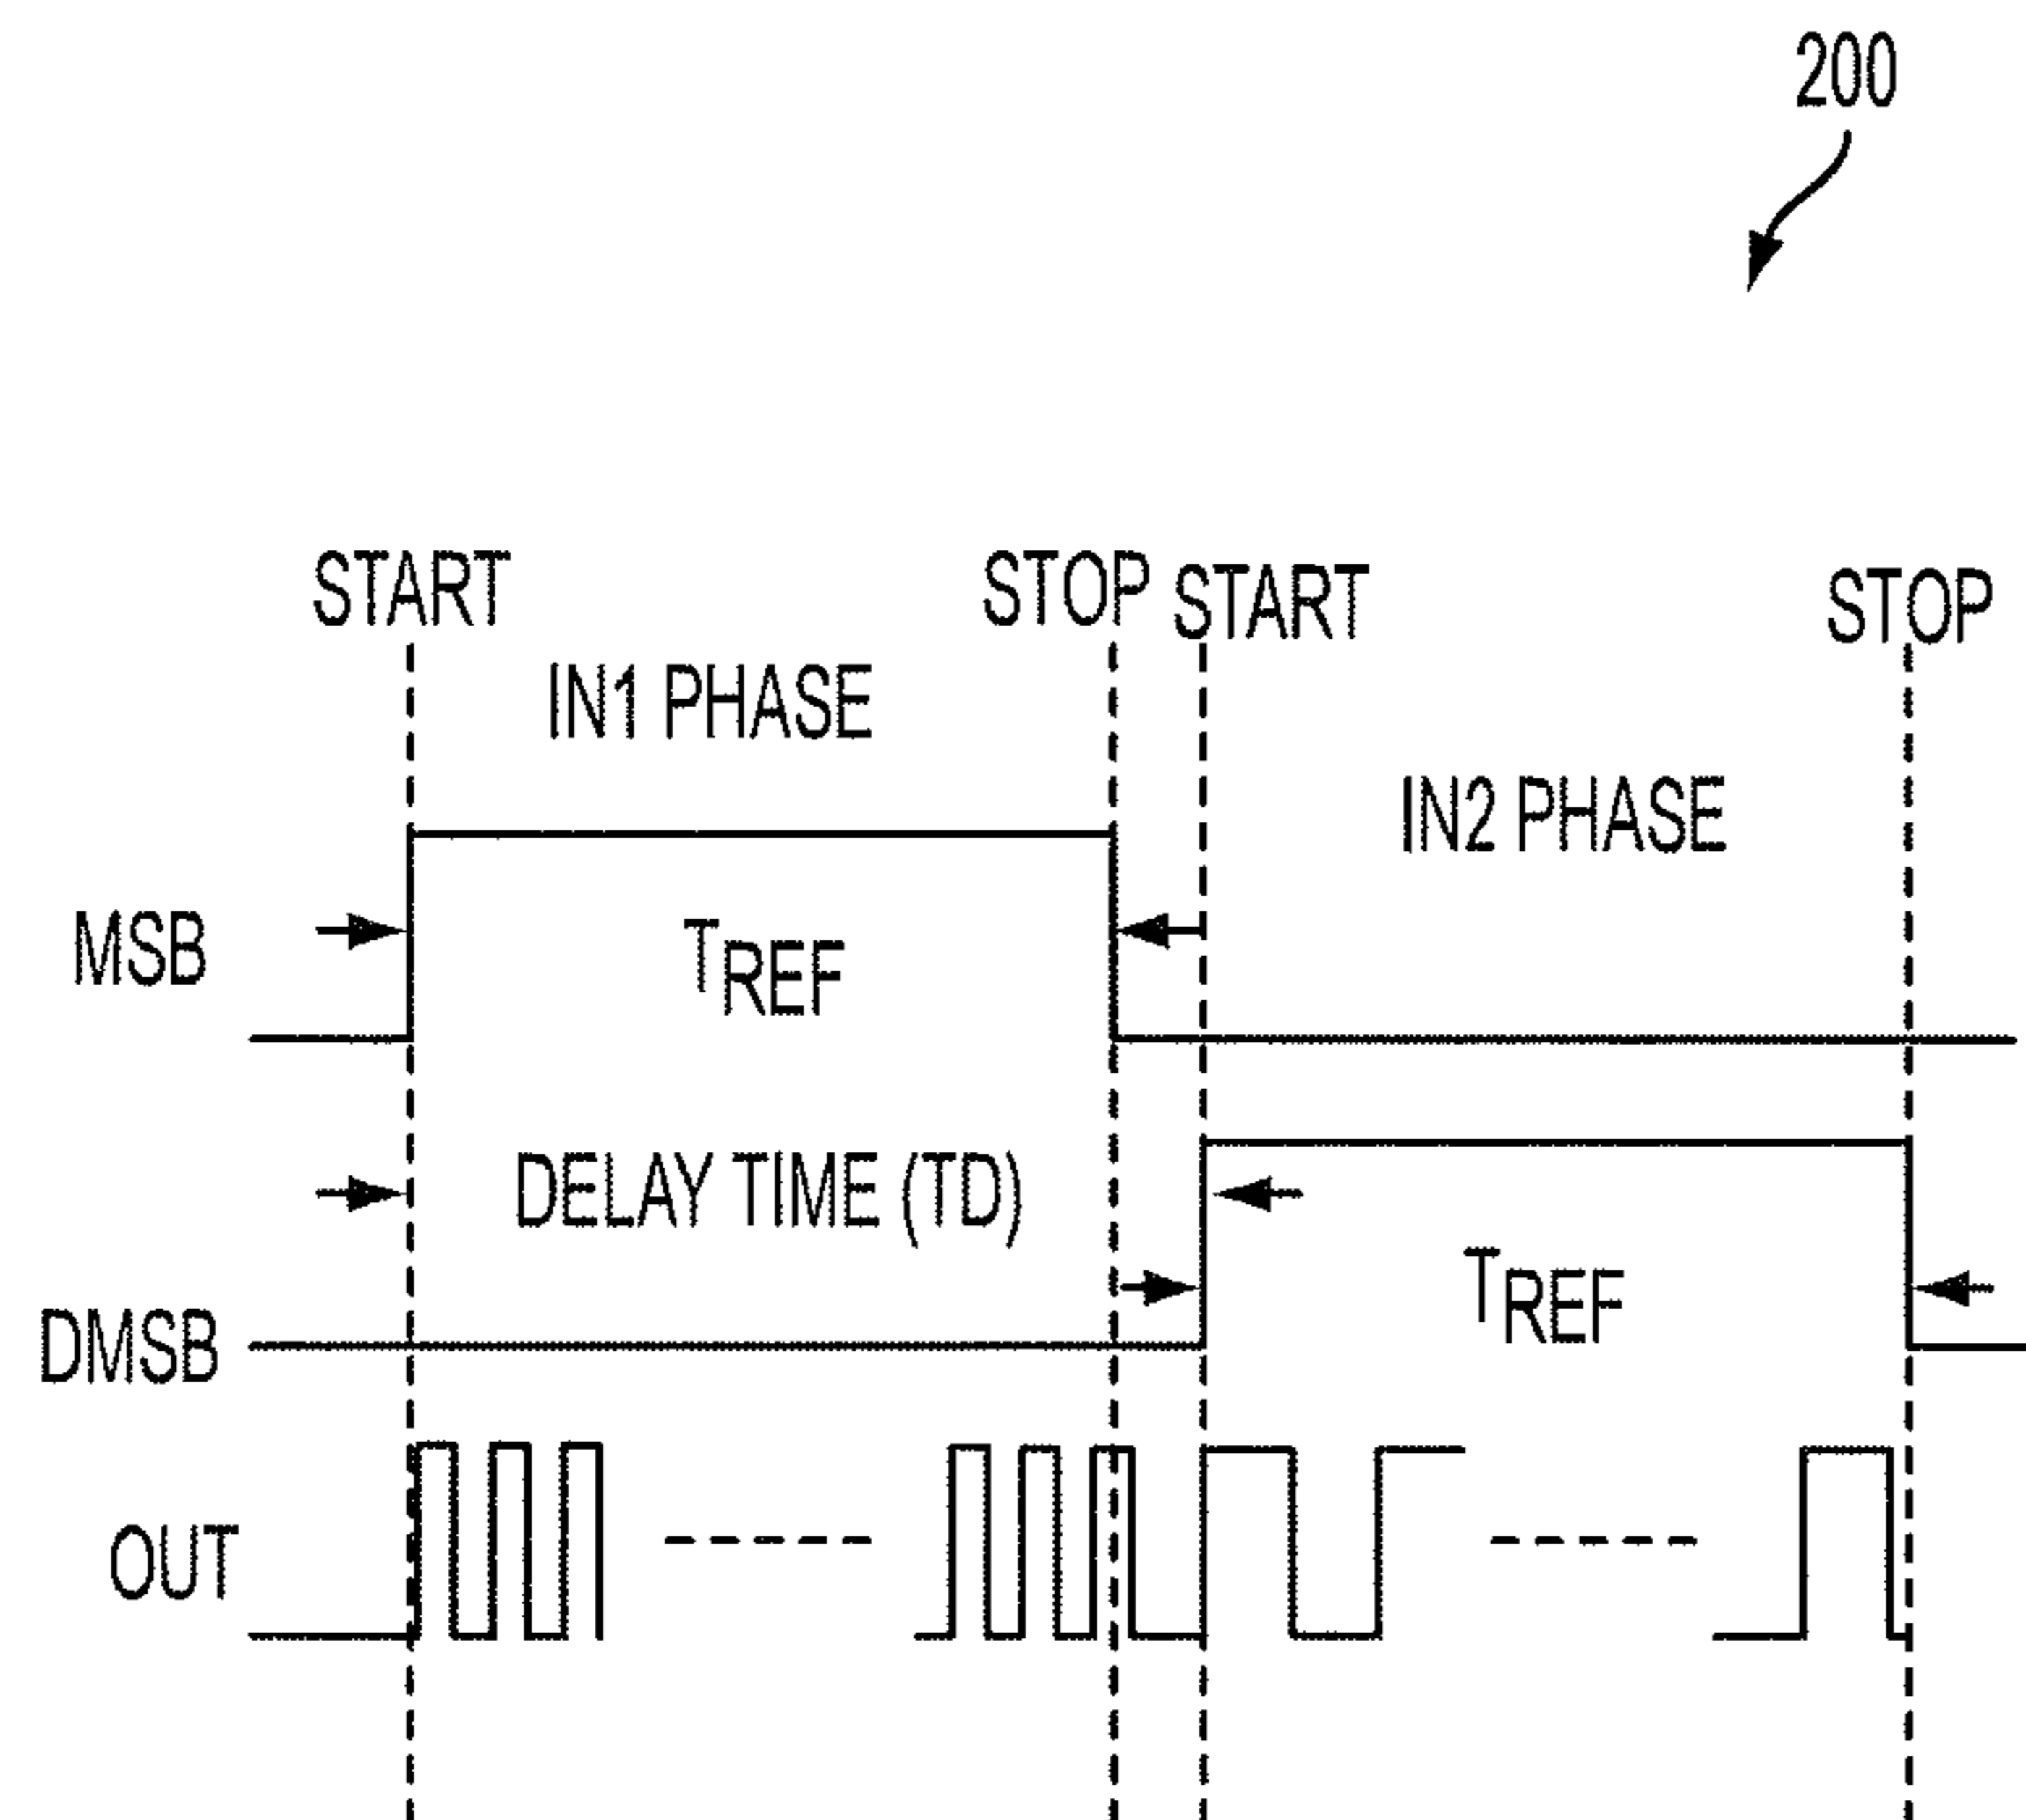 200
START STOP START STOP
IN1 PHASE
IN2 PHASE
MSB TREF
DELAY TIME (TD)
TREF
DMSB
OUT